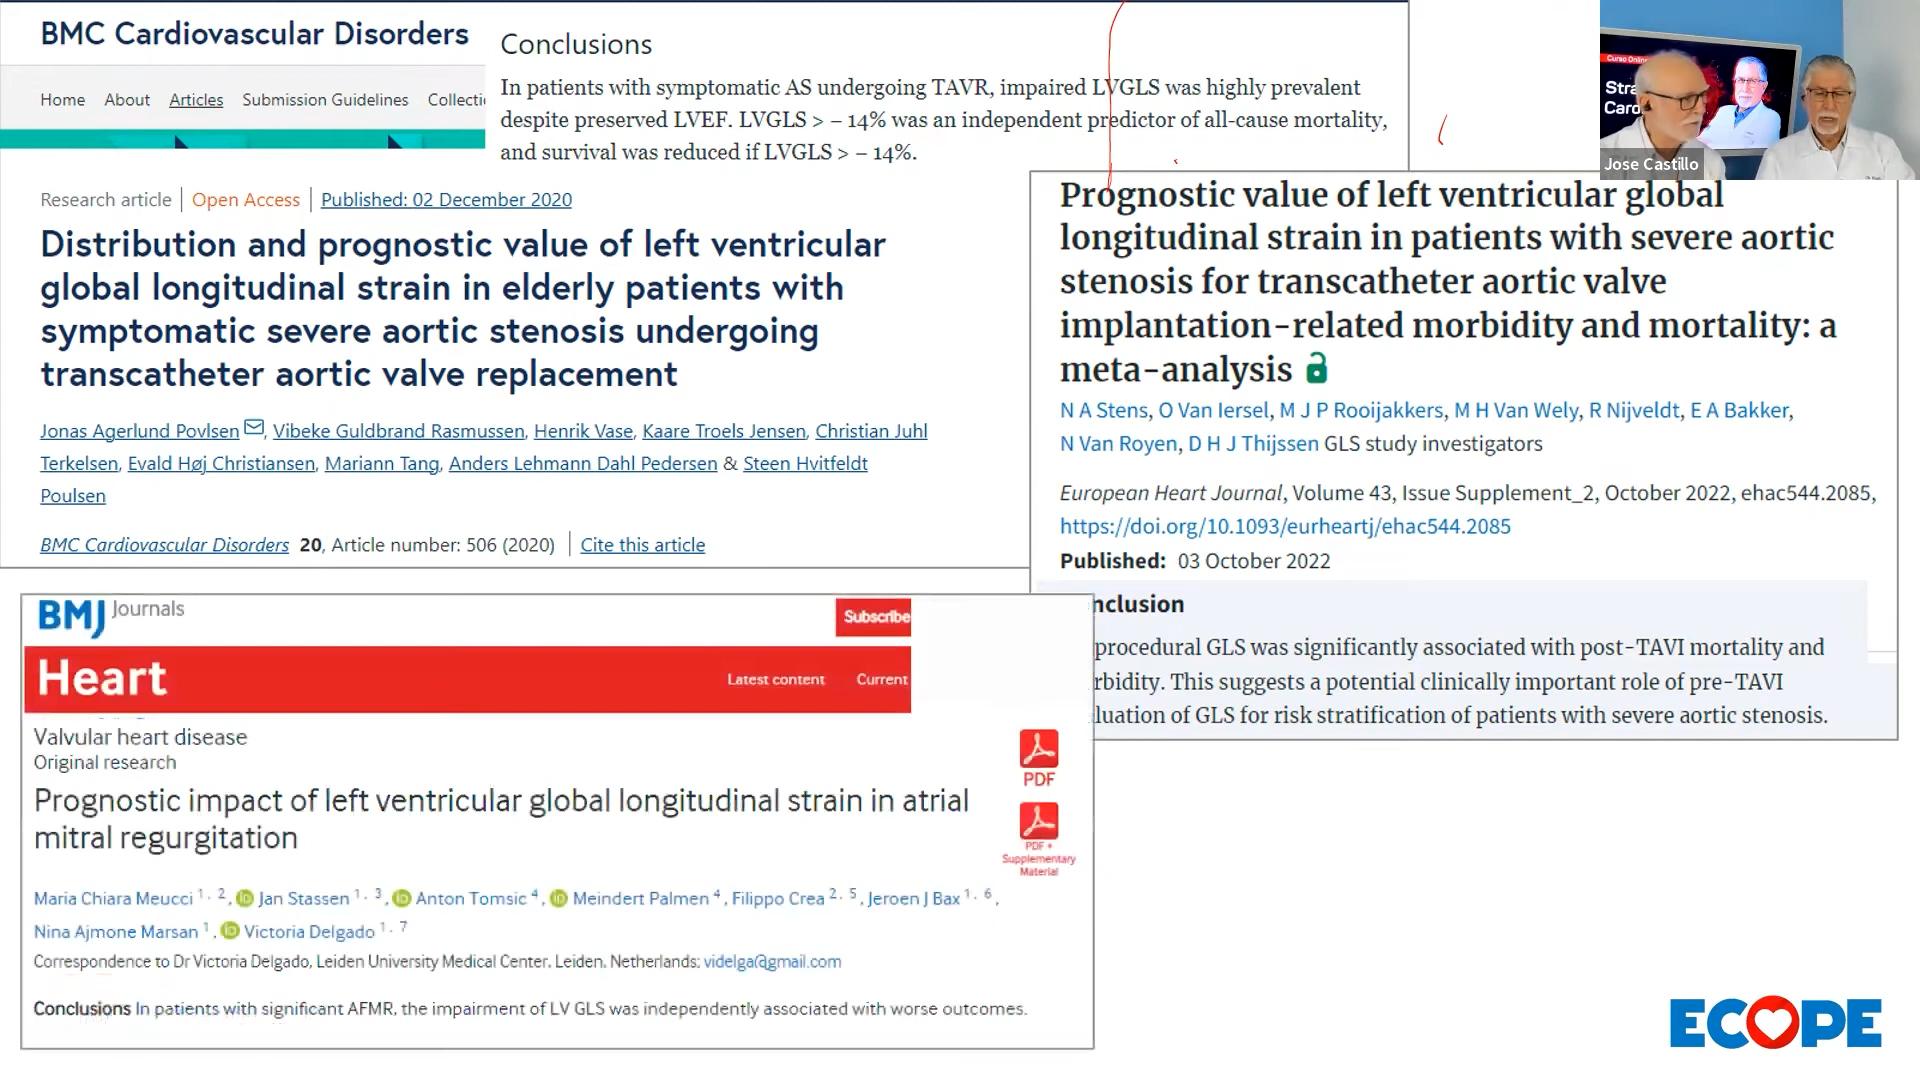 BMC Cardiovascular Disorders
Home About Articles Submission Guidelines Collecti
Conclusions
In patients with symptomatic AS undergoing TAVR, impaired LVGLS was highly prevalent
despite preserved LVEF. LVGLS > – 14% was an independent predictor of all-cause mortality,
and survival was reduced if LVGLS > – 14%.
Research article | Open Access | Published: 02 December 2020
Distribution and prognostic value of left ventricular
global longitudinal strain in elderly patients with
symptomatic severe aortic stenosis undergoing
transcatheter aortic valve replacement
Jonas Agerlund Povlsen, Vibeke Guldbrand Rasmussen, Henrik Vase, Kaare Troels Jensen, Christian Juhl
Terkelsen, Evald Høj Christiansen, Mariann Tang, Anders Lehmann Dahl Pedersen & Steen Hvitfeldt
Poulsen
BMC Cardiovascular Disorders 20, Article number: 506 (2020) | Cite this article
Curso Onlin
Stra
Card
Jose Castillo
Prognostic value of left ventricular global
longitudinal strain in patients with severe aortic
stenosis for transcatheter aortic valve
implantation-related morbidity and mortality: a
meta-analysis
N A Stens, O Van Iersel, M J P Rooijakkers, M H Van Wely, R Nijveldt, E A Bakker,
N Van Royen, D H J Thijssen GLS study investigators
European Heart Journal, Volume 43, Issue Supplement_2, October 2022, ehac544.2085,
https://doi.org/10.1093/eurheartj/ehac544.2085
Published: 03 October 2022
nclusion
procedural GLS was significantly associated with post-TAVI mortality and
rbidity. This suggests a potential clinically important role of pre-TAVI
luation of GLS for risk stratification of patients with severe aortic stenosis.
BMJ Journals
Subscribe
Heart
Latest content Current
Valvular heart disease
Original research
Prognostic impact of left ventricular global longitudinal strain in atrial
mitral regurgitation
PDF
PDF +
Supplementary
Material
Maria Chiara Meucci 1, 2, Jan Stassen 1, 3, Anton Tomsic 4, Meindert Palmen 4, Filippo Crea 2, 5, Jeroen J Bax 1, 6,
Nina Ajmone Marsan 1, Victoria Delgado 1, 7
Correspondence to Dr Victoria Delgado, Leiden University Medical Center, Leiden, Netherlands; videlga@gmail.com
Conclusions In patients with significant AFMR, the impairment of LV GLS was independently associated with worse outcomes.
ECOPE